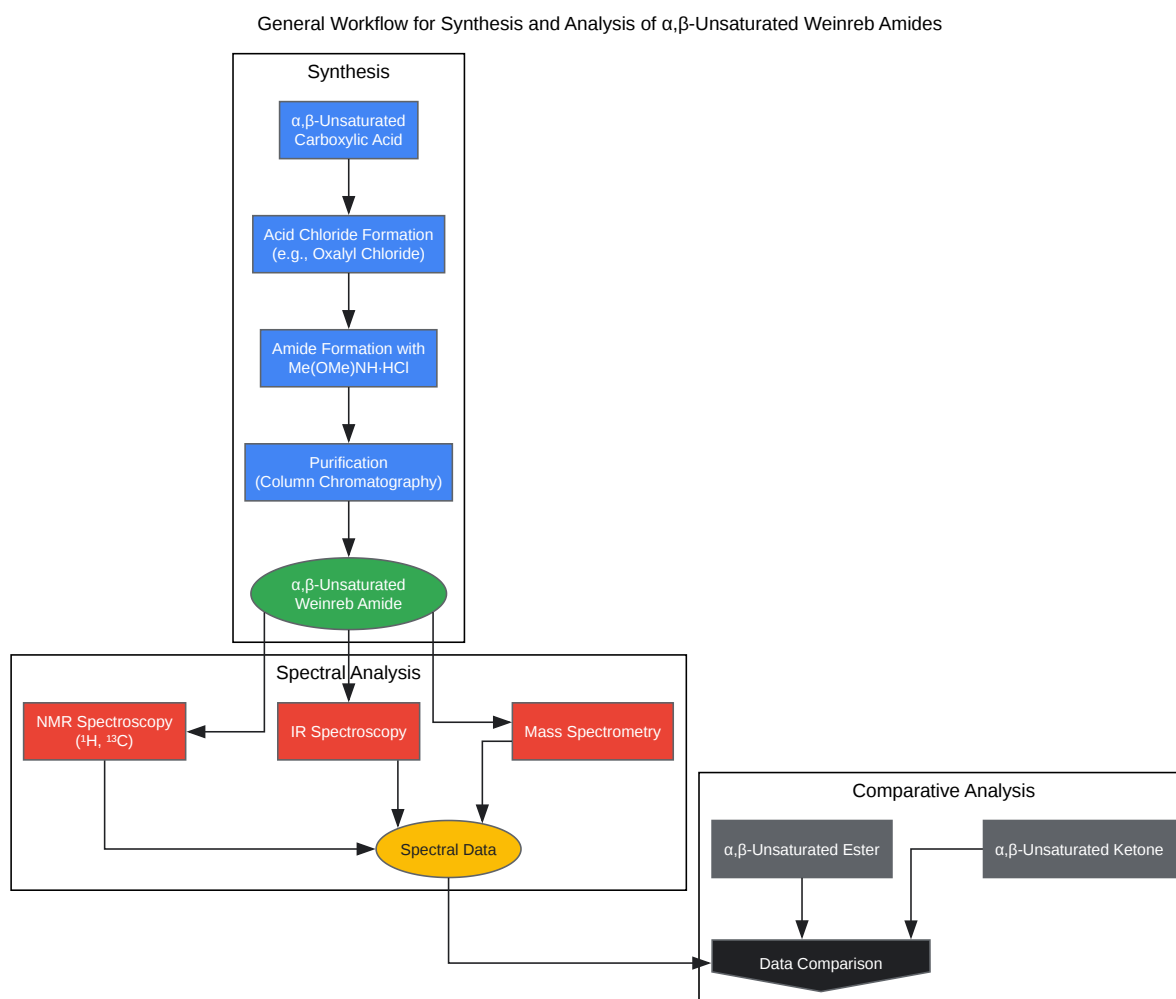 General Workflow for Synthesis and Analysis of α,β-Unsaturated Weinreb Amides
Synthesis
α,β-Unsaturated
Carboxylic Acid
Acid Chloride Formation
(e.g., Oxalyl Chloride)
Amide Formation with
Me(OMe)NH·HCl
Purification
(Column Chromatography)
α,β-Unsaturated
Weinreb Amide
Spectral Analysis
NMR Spectroscopy
(¹H, ¹³C)
IR Spectroscopy
Mass Spectrometry
Spectral Data
Comparative Analysis
α,β-Unsaturated Ester
α,β-Unsaturated Ketone
Data Comparison